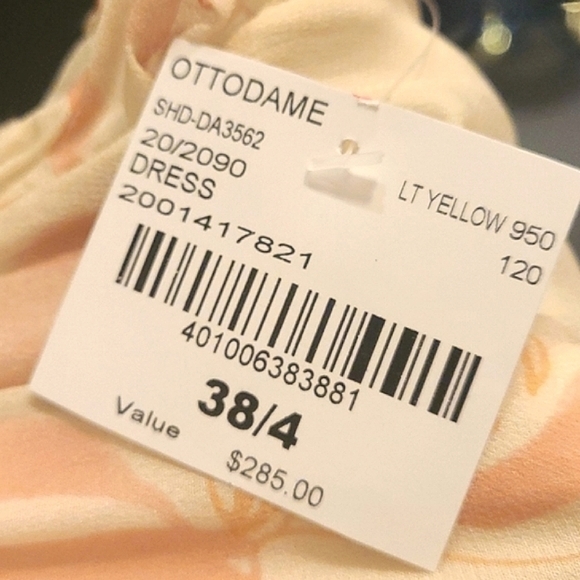 OTTODAME
SHD-DA3562
20/2090
DRESS
LT YELLOW 950
2001417821
120
401006383881
38/4
Value
$285.00